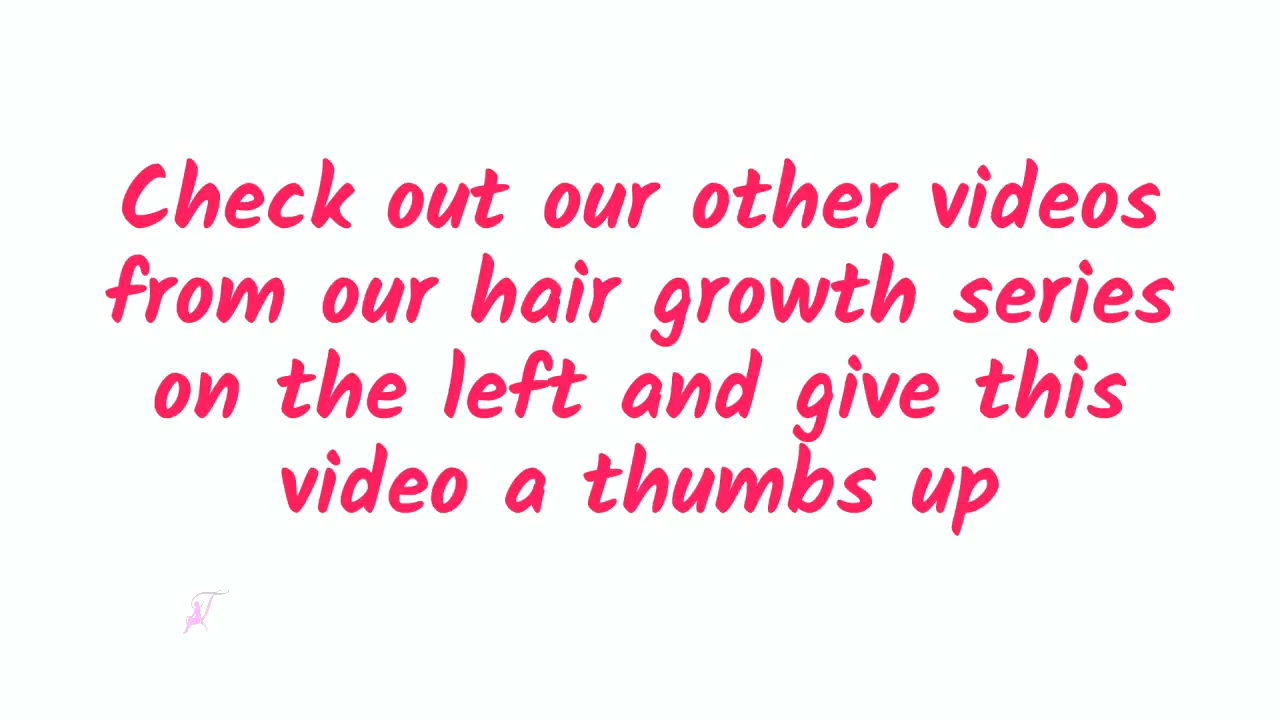 Check out our other videos
from our hair growth series
on the left and give this
video a thumbs up